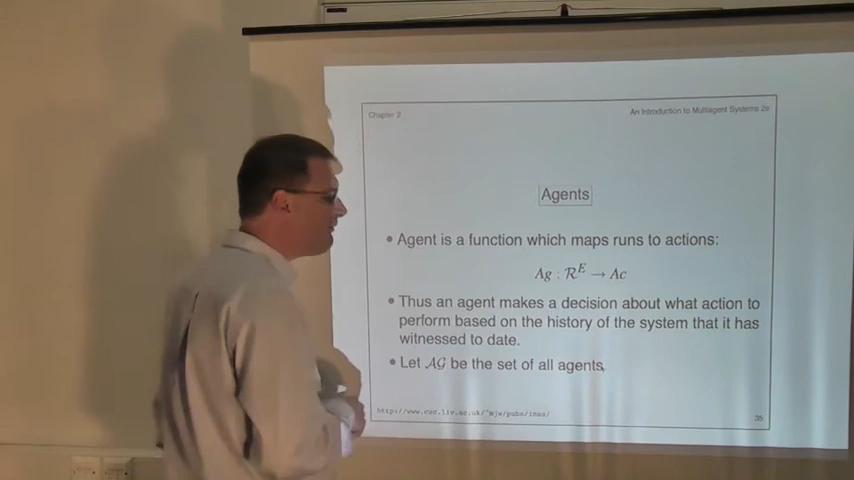 Chapter 2
An Introduction to Multiagent Systems 2e
Agents
• Agent is a function which maps runs to actions:
Ag : ℛᴱ → Ac
• Thus an agent makes a decision about what action to
perform based on the history of the system that it has
witnessed to date.
• Let 𝒜𝒢 be the set of all agents.
http://www.csc.liv.ac.uk/~mjw/pubs/imas/
35